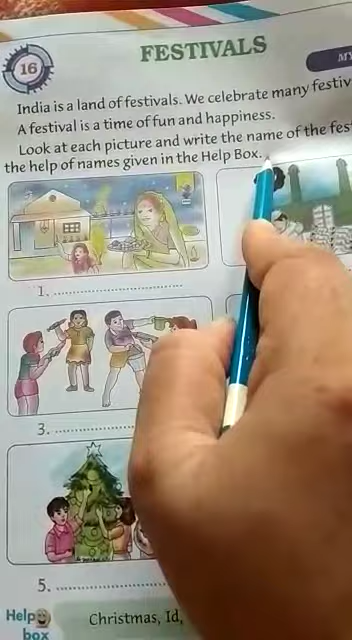 FESTIVALS
16
MY
India is a land of festivals. We celebrate many festiv
A festival is a time of fun and happiness.
Look at each picture and write the name of the fes
the help of names given in the Help Box.
1.
3.
5.
Help
box
Christmas, Id,